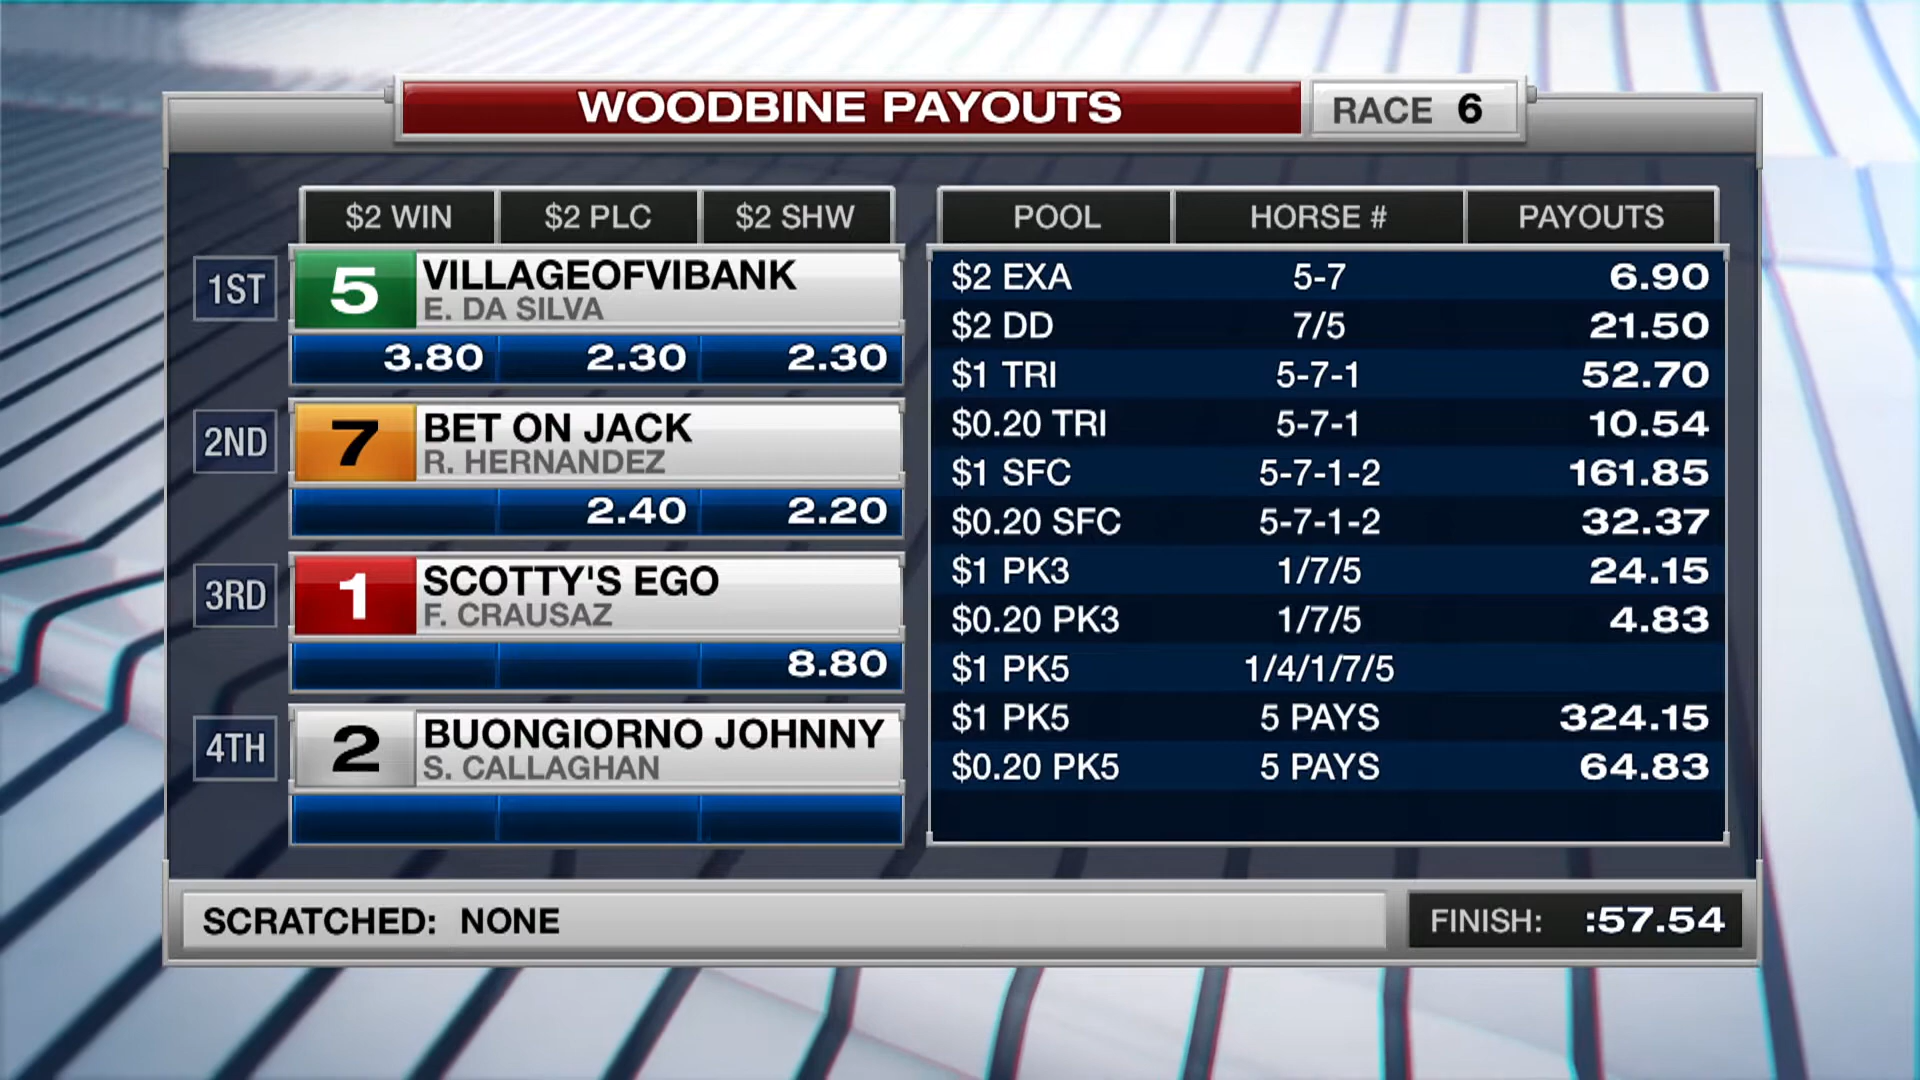 WOODBINE PAYOUTS RACE 6
$2 WIN $2 PLC $2 SHW
1ST 5 VILLAGEOFVIBANK
E. DA SILVA
3.80 2.30 2.30
2ND 7 BET ON JACK
R. HERNANDEZ
2.40 2.20
3RD 1 SCOTTY'S EGO
F. CRAUSAZ
8.80
4TH 2 BUONGIORNO JOHNNY
S. CALLAGHAN
POOL HORSE # PAYOUTS
$2 EXA 5-7 6.90
$2 DD 7/5 21.50
$1 TRI 5-7-1 52.70
$0.20 TRI 5-7-1 10.54
$1 SFC 5-7-1-2 161.85
$0.20 SFC 5-7-1-2 32.37
$1 PK3 1/7/5 24.15
$0.20 PK3 1/7/5 4.83
$1 PK5 1/4/1/7/5
$1 PK5 5 PAYS 324.15
$0.20 PK5 5 PAYS 64.83
SCRATCHED: NONE
FINISH: :57.54